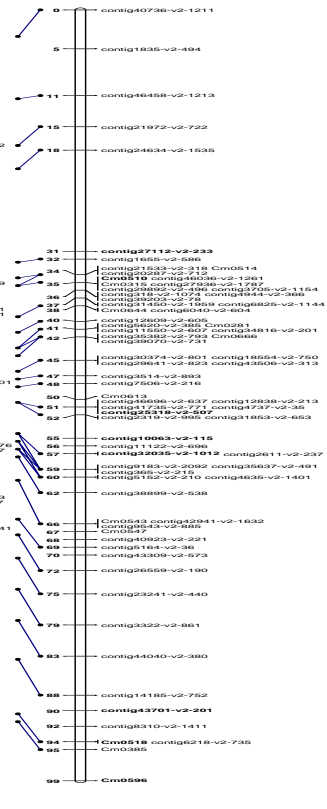 0 contig40736-v2-1211
5 contig1835-v2-494
11 contig46458-v2-1213
15 contig21972-v2-722
18 contig24634-v2-1535
31 contig27112-v2-233
32 contig1655-v2-586
contig21533-v2-318 Cm0514
34 contig20287-v2-712
Cm0510 contig46036-v2-1261
35 Cm0315 contig27936-v2-1787
contig29892-v2-496 contig3705-v2-1154
36 contig318-v2-1074 contig4944-v2-366
contig39203-v2-78
37 contig31450-v2-1959 contig6825-v2-1144
38 Cm0644 contig6040-v2-604
40 contig12609-v2-605
contig5620-v2-385 Cm0281
41 contig11550-v2-607 contig34816-v2-201
42 contig35382-v2-793 Cm0666
contig39070-v2-731
45 contig30374-v2-801 contig18554-v2-750
contig29641-v2-383 contig43506-v2-313
47 contig3514-v2-893
48 contig7506-v2-216
50 Cm0613
contig46696-v2-637 contig12838-v2-213
51 contig41735-v2-771 contig4737-v2-35
contig25316-v2-507
52 contig2319-v2-995 contig31853-v2-653
55 contig10063-v2-115
56 contig11122-v2-696
57 contig32035-v2-1012 contig2611-v2-237
contig9183-v2-2092 contig35637-v2-491
59 contig365-v2-215
60 contig5152-v2-210 contig4635-v2-1401
62 contig38899-v2-538
Cm0543 contig42941-v2-1632
66 contig9543-v2-885
67 Cm0547
68 contig40923-v2-221
69 contig5164-v2-36
70 contig43309-v2-573
72 contig26559-v2-190
75 contig23241-v2-440
79 contig3322-v2-861
83 contig44040-v2-380
88 contig14185-v2-752
90 contig43701-v2-201
92 contig8310-v2-1411
94 Cm0518 contig6218-v2-735
95 Cm0385
99 Cm0596